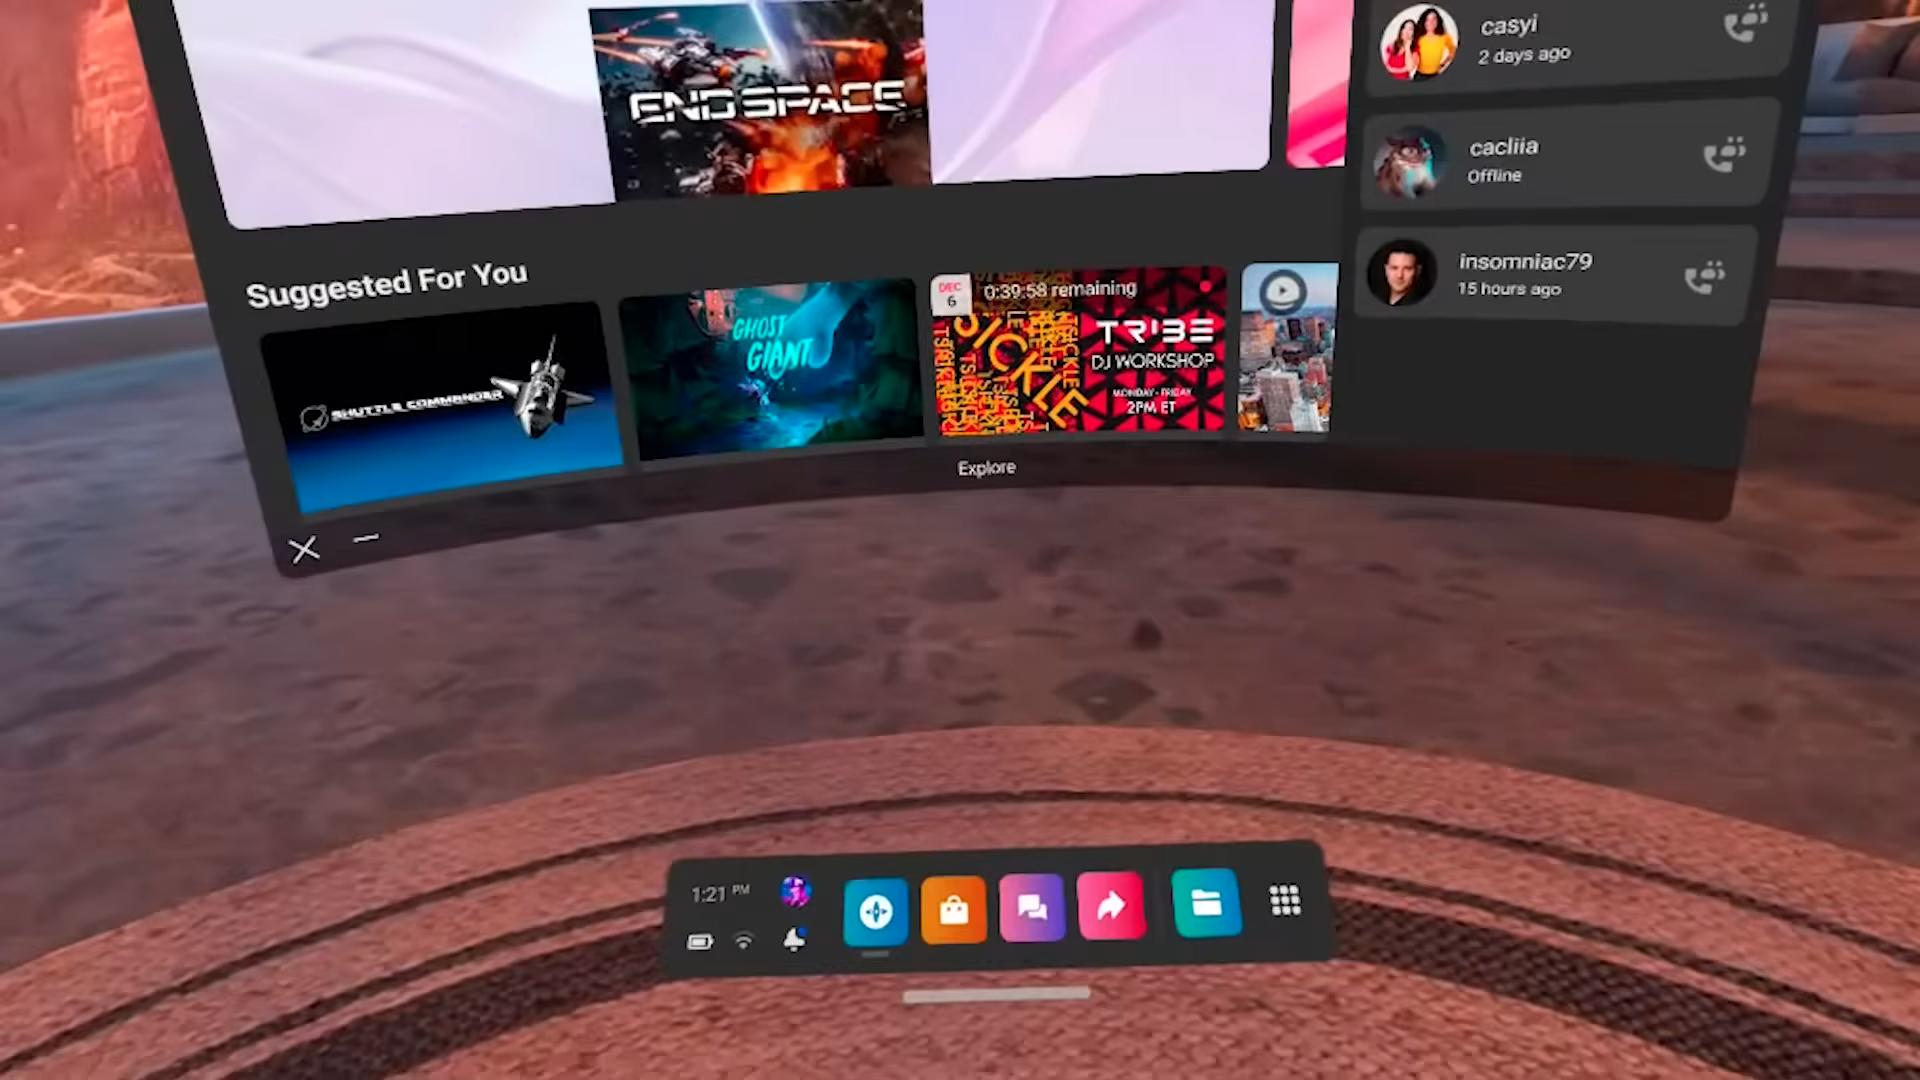 END SPACE
casyi
2 days ago
cacliia
Offline
insomniac79
15 hours ago
Suggested For You
SHUTTLE COMMANDER
GHOST
GIANT
DEC
6
0:39:58 remaining
SICKLE
TRIBE
DJ WORKSHOP
MONDAY - FRIDAY
2PM ET
Explore
1:21 PM